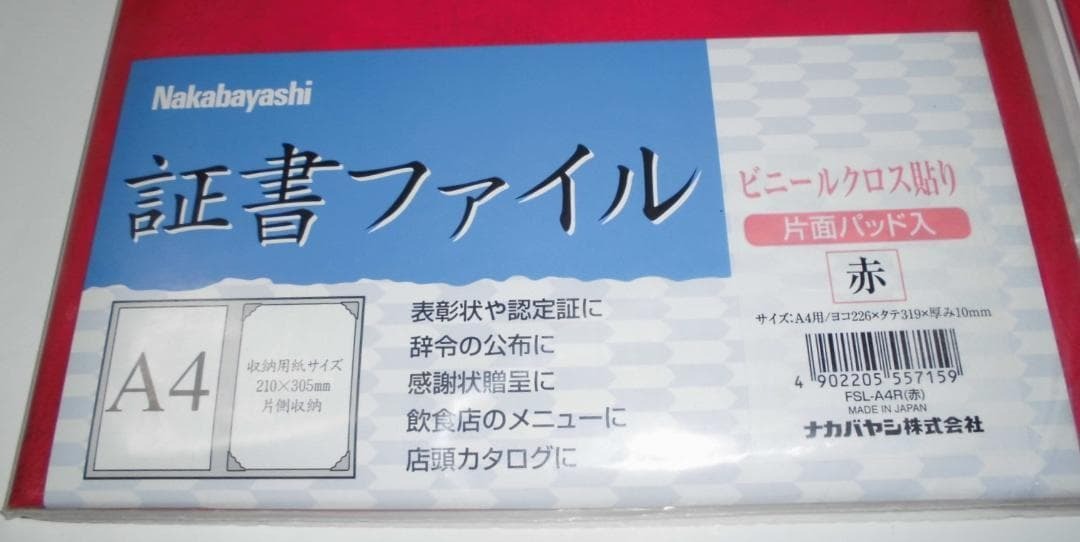 Nakabayashi
証書ファイル
A4
収納用紙サイズ
210×305mm
片側収納
表彰状や認定証に
辞令の公布に
感謝状贈呈に
飲食店のメニューに
店頭カタログに
ビニールクロス貼り
片面パッド入
赤
サイズ:A4用/ヨコ226×タテ319×厚み10mm
4 902205 557159
FSL-A4R(赤)
MADE IN JAPAN
ナカバヤシ株式会社